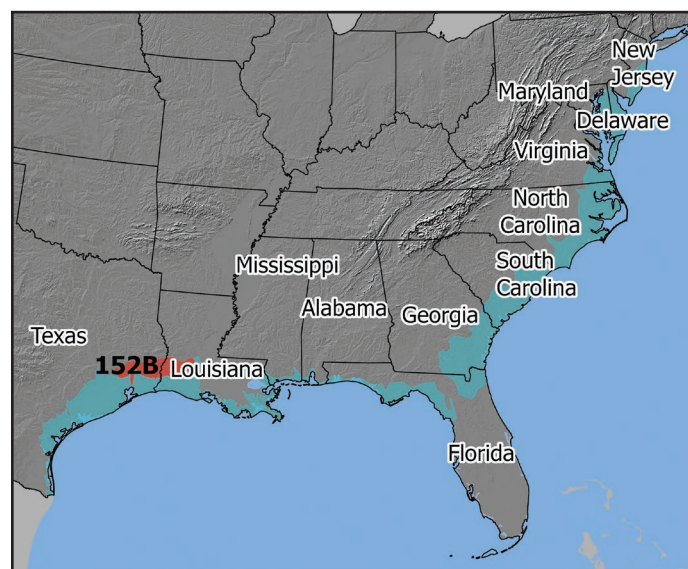 New
Jersey
Maryland
Delaware
Virginia
North
Carolina
South
Carolina
Mississippi
Alabama
Georgia
Texas
152B
Louisiana
Florida